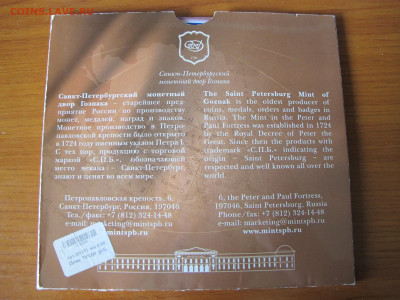 COINS.LAVE.RU
Санкт-Петербургский
монетный двор Гознака
Санкт-Петербургский монетный
двор Гознака – старейшее пред-
приятие России по производству
монет, медалей, наград и знаков.
Монетное производство в Петро-
павловской крепости было открыто
в 1724 году именным указом Петра I.
С тех пор, продукцию с торговой
маркой «С.П.Б.», обозначающей
место чекана – Санкт-Петербург,
знают и ценят во всем мире.
The Saint Petersburg Mint of
Goznak is the oldest producer of
coins, medals, orders and badges in
Russia. The Mint in the Peter and
Paul Fortress was established in 1724
by the Royal Decree of Peter the
Great. Since then the products with
trademark «С.П.Б.» indicating the
origin – Saint Petersburg – are
respected and well known all over the
world.
Петропавловская крепость, 6,
Санкт-Петербург, Россия, 197046
Тел./факс: +7 (812) 324-14-48
e-mail: marketing@mintspb.ru
6, the Peter and Paul Fortress,
197046, Saint Petersburg, Russia
Phone/fax: +7 (812) 324-14-48
e-mail: marketing@mintspb.ru
www.mintspb.ru